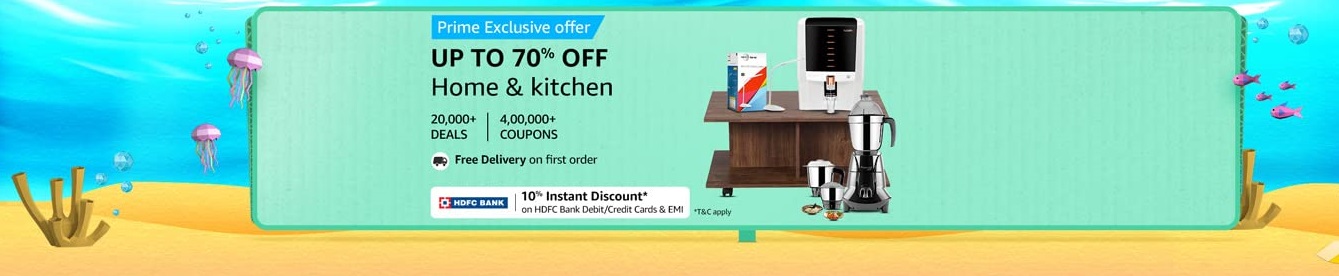 Prime Exclusive offer
UP TO 70% OFF
Home & kitchen
20,000+
DEALS
4,00,000+
COUPONS
Free Delivery on first order
HDFC BANK
10% Instant Discount*
on HDFC Bank Debit/Credit Cards & EMI
*T&C apply